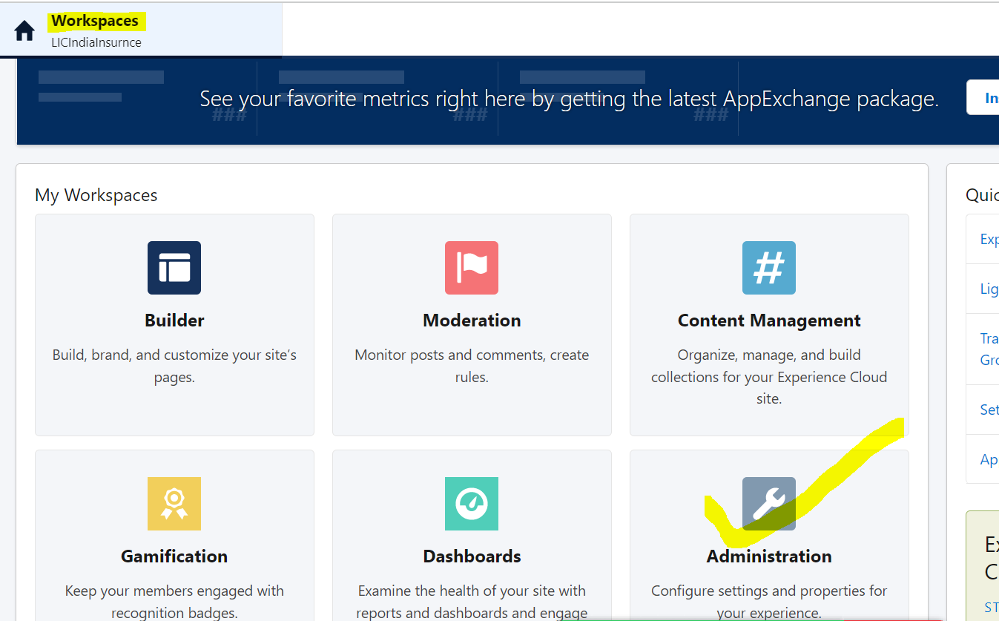 Workspaces
LICIndiaInsurnce
See your favorite metrics right here by getting the latest AppExchange package.
###
###
###
In
My Workspaces
Builder
Build, brand, and customize your site's
pages.
Moderation
Monitor posts and comments, create
rules.
Content Management
Organize, manage, and build
collections for your Experience Cloud
site.
Gamification
Keep your members engaged with
recognition badges.
Dashboards
Examine the health of your site with
reports and dashboards and engage
Administration
Configure settings and properties for
your experience.
Quic
Exp
Lig
Tra
Gro
Set
Ap
Ex
C
ST